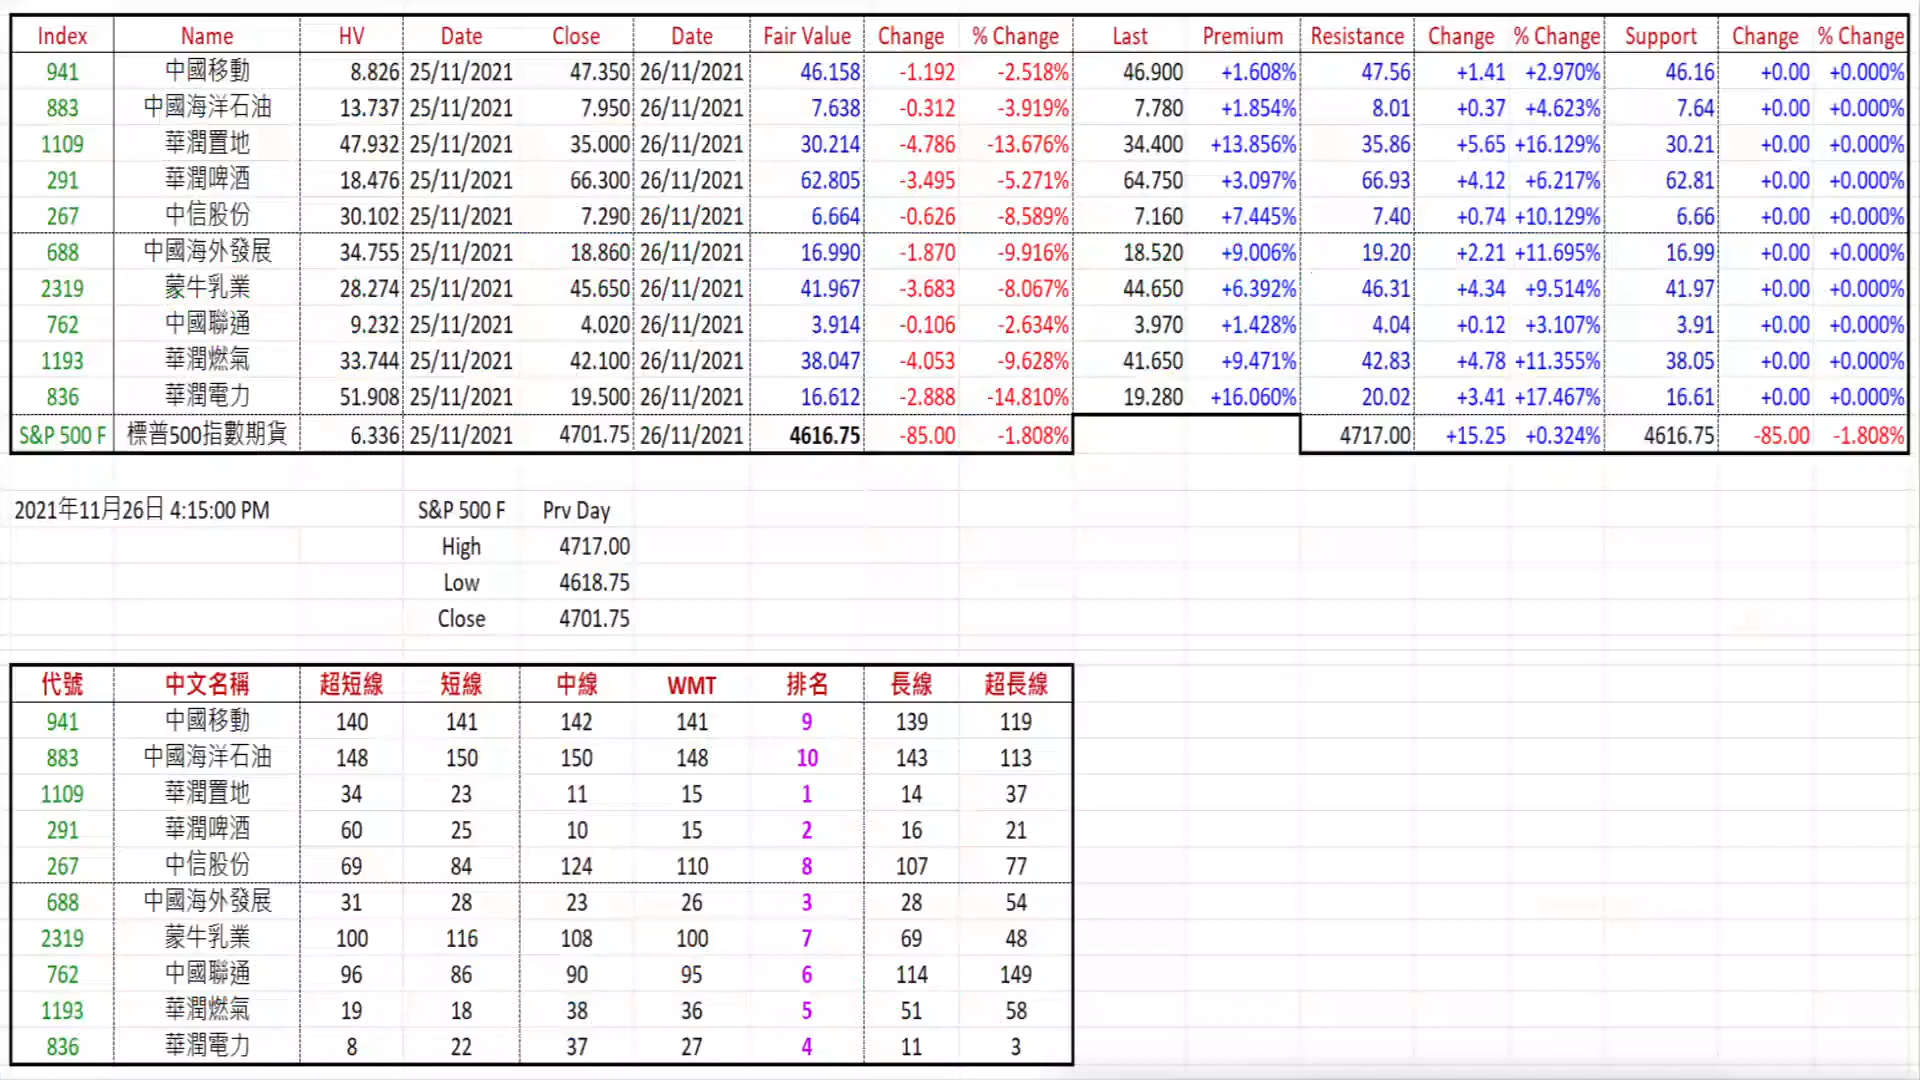 Index Name HV Date Close Date Fair Value Change % Change Last Premium Resistance Change % Change Support Change % Change
941 中國移動 8.826 25/11/2021 47.350 26/11/2021 46.158 -1.192 -2.518% 46.900 +1.608% 47.56 +1.41 +2.970% 46.16 +0.00 +0.000%
883 中國海洋石油 13.737 25/11/2021 7.950 26/11/2021 7.638 -0.312 -3.919% 7.780 +1.854% 8.01 +0.37 +4.623% 7.64 +0.00 +0.000%
1109 華潤置地 47.932 25/11/2021 35.000 26/11/2021 30.214 -4.786 -13.676% 34.400 +13.856% 35.86 +5.65 +16.129% 30.21 +0.00 +0.000%
291 華潤啤酒 18.476 25/11/2021 66.300 26/11/2021 62.805 -3.495 -5.271% 64.750 +3.097% 66.93 +4.12 +6.217% 62.81 +0.00 +0.000%
267 中信股份 30.102 25/11/2021 7.290 26/11/2021 6.664 -0.626 -8.589% 7.160 +7.445% 7.40 +0.74 +10.129% 6.66 +0.00 +0.000%
688 中國海外發展 34.755 25/11/2021 18.860 26/11/2021 16.990 -1.870 -9.916% 18.520 +9.006% 19.20 +2.21 +11.695% 16.99 +0.00 +0.000%
2319 蒙牛乳業 28.274 25/11/2021 45.650 26/11/2021 41.967 -3.683 -8.067% 44.650 +6.392% 46.31 +4.34 +9.514% 41.97 +0.00 +0.000%
762 中國聯通 9.232 25/11/2021 4.020 26/11/2021 3.914 -0.106 -2.634% 3.970 +1.428% 4.04 +0.12 +3.107% 3.91 +0.00 +0.000%
1193 華潤燃氣 33.744 25/11/2021 42.100 26/11/2021 38.047 -4.053 -9.628% 41.650 +9.471% 42.83 +4.78 +11.355% 38.05 +0.00 +0.000%
836 華潤電力 51.908 25/11/2021 19.500 26/11/2021 16.612 -2.888 -14.810% 19.280 +16.060% 20.02 +3.41 +17.467% 16.61 +0.00 +0.000%
S&P 500 F 標普500指數期貨 6.336 25/11/2021 4701.75 26/11/2021 4616.75 -85.00 -1.808% 4717.00 +15.25 +0.324% 4616.75 -85.00 -1.808%
2021年11月26日 4:15:00 PM S&P 500 F Prv Day
High 4717.00
Low 4618.75
Close 4701.75
代號 中文名稱 超短線 短線 中線 WMT 排名 長線 超長線
941 中國移動 140 141 142 141 9 139 119
883 中國海洋石油 148 150 150 148 10 143 113
1109 華潤置地 34 23 11 15 1 14 37
291 華潤啤酒 60 25 10 15 2 16 21
267 中信股份 69 84 124 110 8 107 77
688 中國海外發展 31 28 23 26 3 28 54
2319 蒙牛乳業 100 116 108 100 7 69 48
762 中國聯通 96 86 90 95 6 114 149
1193 華潤燃氣 19 18 38 36 5 51 58
836 華潤電力 8 22 37 27 4 11 3